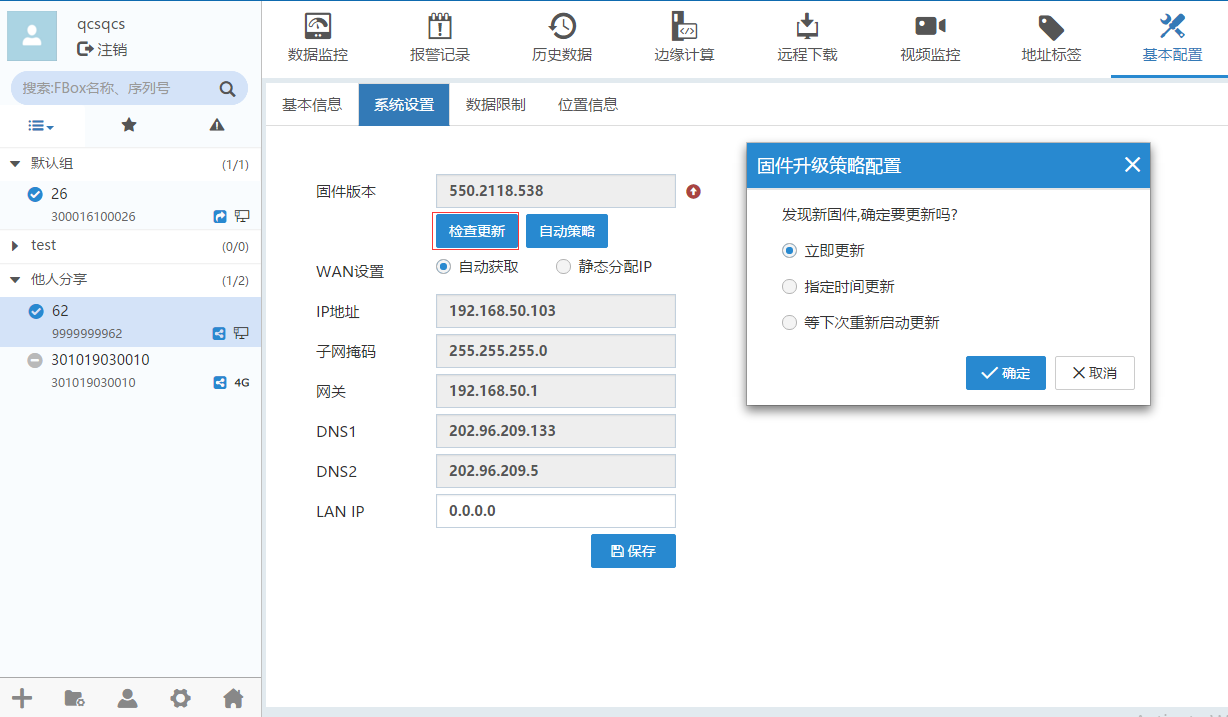 qcsqcs
注销
搜索:FBox名称、序列号
默认组 (1/1)
26
300016100026
test (0/0)
他人分享 (1/2)
62
9999999962
301019030010
301019030010 4G
数据监控 报警记录 历史数据 边缘计算 远程下载 视频监控 地址标签 基本配置
基本信息 系统设置 数据限制 位置信息
固件版本 550.2118.538
检查更新 自动策略
WAN设置 自动获取 静态分配IP
IP地址 192.168.50.103
子网掩码 255.255.255.0
网关 192.168.50.1
DNS1 202.96.209.133
DNS2 202.96.209.5
LAN IP 0.0.0.0
保存
固件升级策略配置
发现新固件,确定要更新吗?
立即更新
指定时间更新
等下次重新启动更新
确定 取消